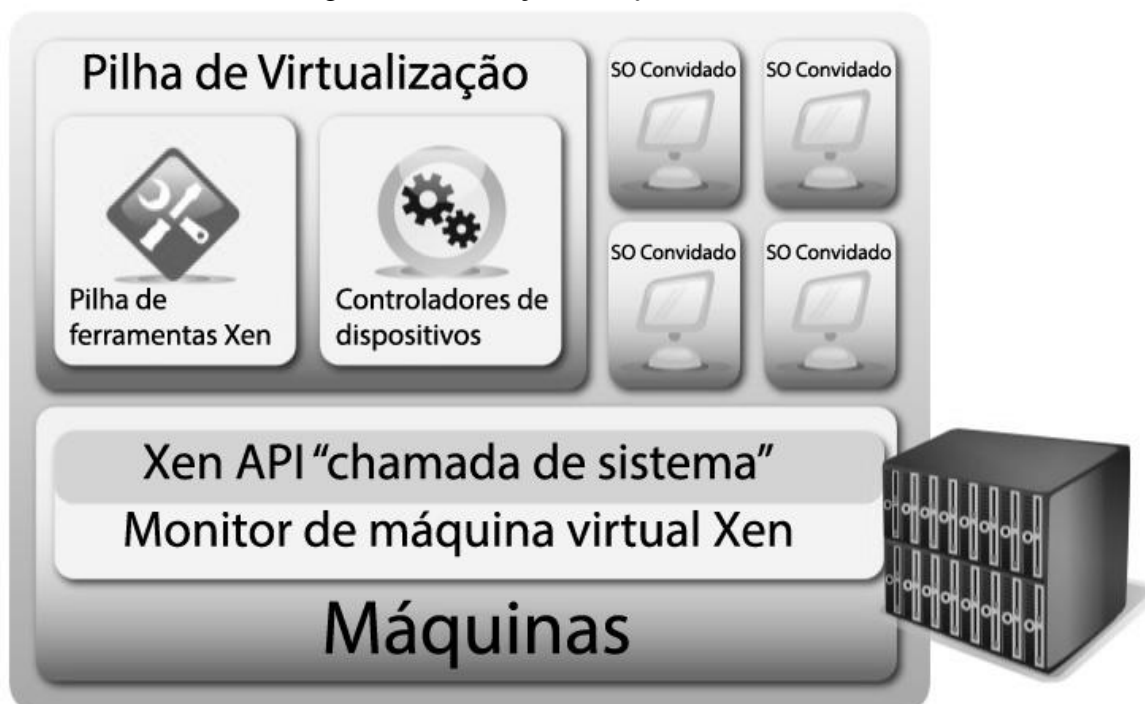 Pilha de Virtualização
Pilha de
ferramentas Xen
Controladores de
dispositivos
SO Convidado
SO Convidado
SO Convidado
SO Convidado
Xen API “chamada de sistema”
Monitor de máquina virtual Xen
Máquinas